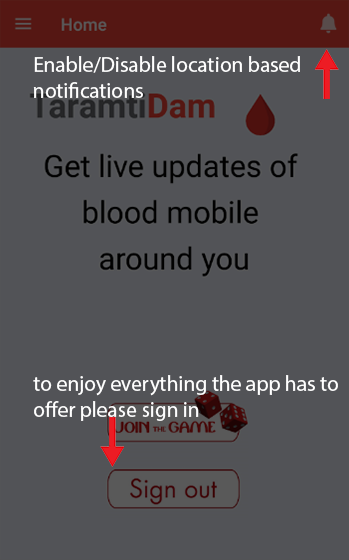 Home
Enable/Disable location based
notifications
TaramtiDam
Get live updates of
blood mobile
around you
to enjoy everything the app has to
offer please sign in
JOIN THE GAME
Sign out